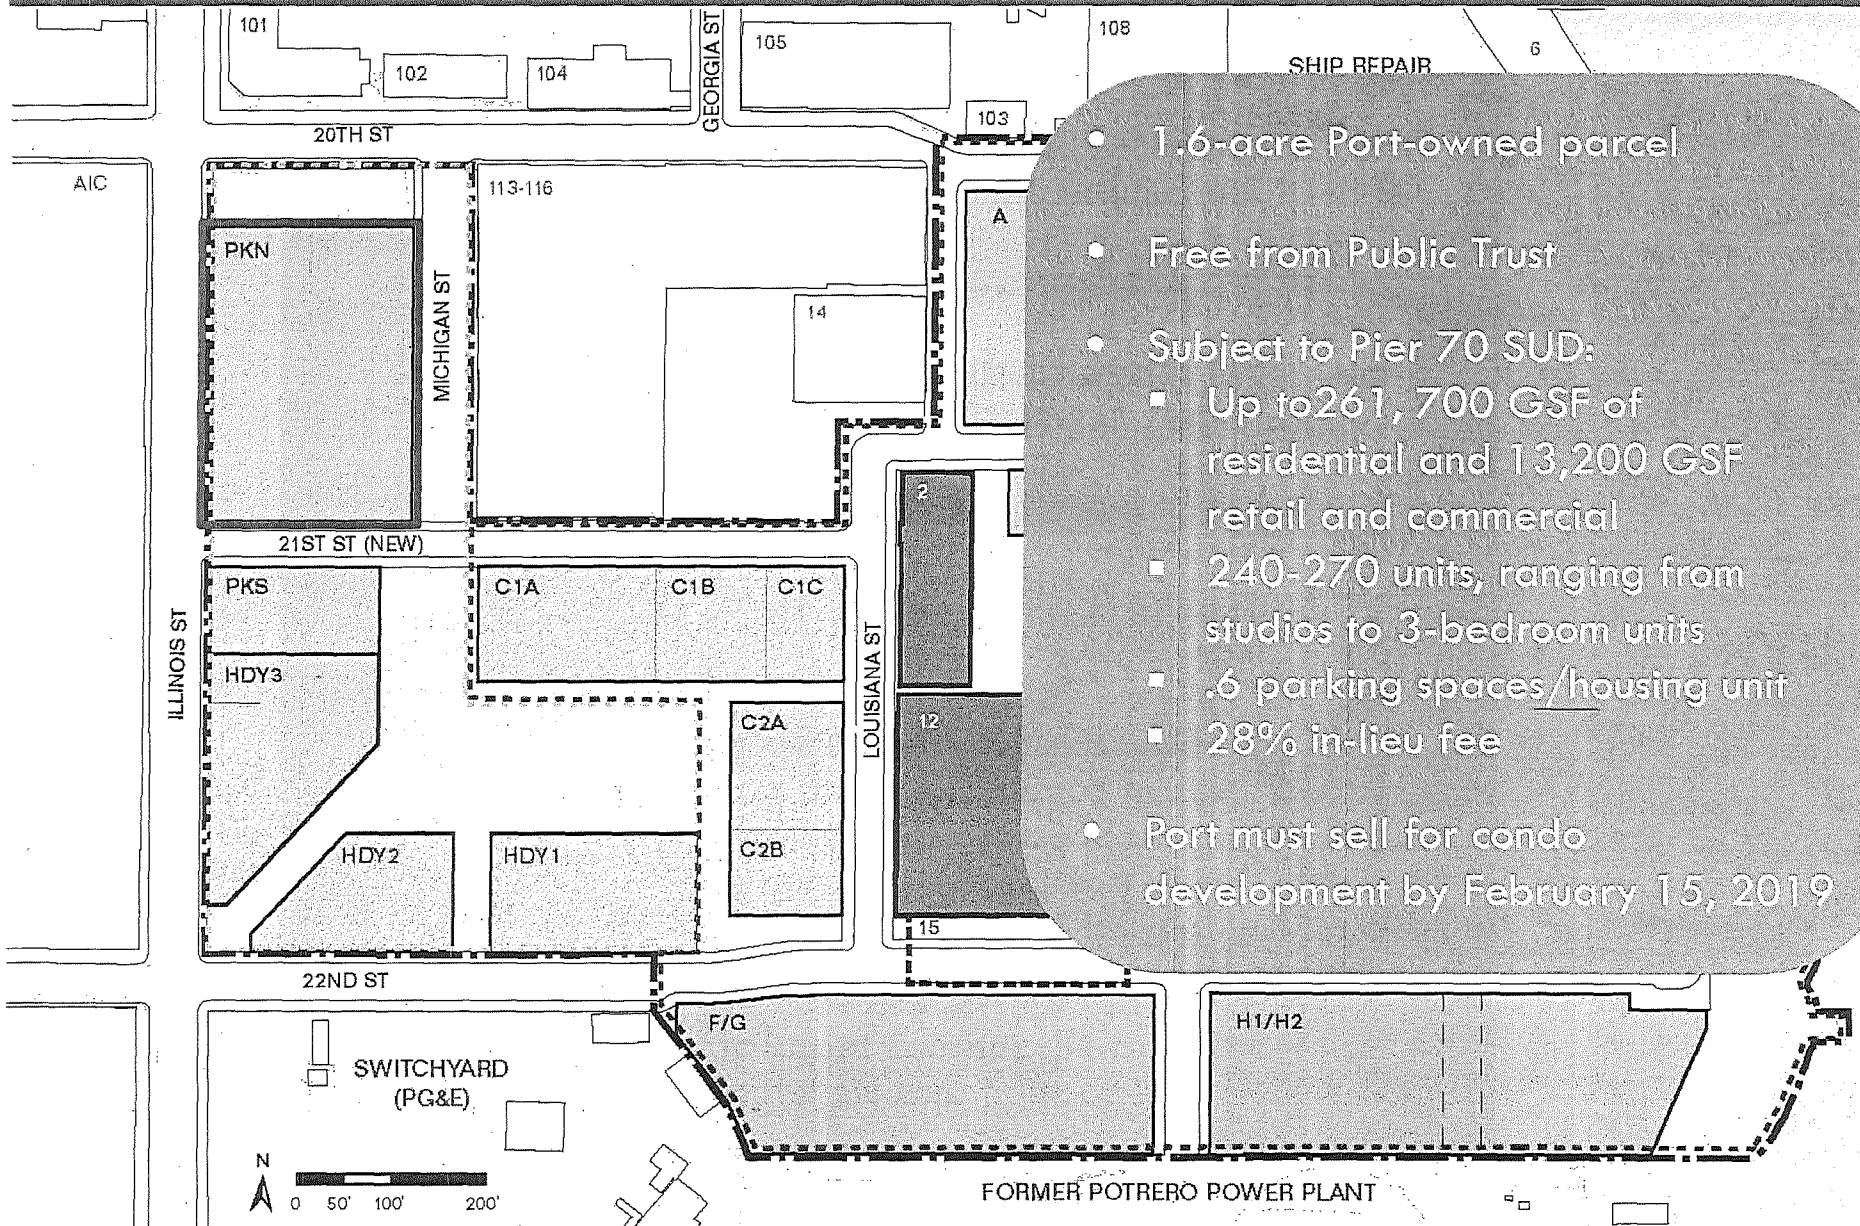 101
102
104
GEORGIA ST
105
108
6
SHIP REPAIR
103
20TH ST
AIC
113-116
A
PKN
MICHIGAN ST
14
2
21ST ST (NEW)
PKS
C1A
C1B
C1C
ILLINOIS ST
HDY3
LOUISIANA ST
12
C2A
C2B
HDY2
HDY1
15
22ND ST
F/G
H1/H2
SWITCHYARD
(PG&E)
N
0 50' 100' 200'
FORMER POTRERO POWER PLANT
• 1.6-acre Port-owned parcel
• Free from Public Trust
• Subject to Pier 70 SUD:
▪ Up to261, 700 GSF of
residential and 13,200 GSF
retail and commercial
▪ 240-270 units, ranging from
studios to 3-bedroom units
▪ .6 parking spaces/housing unit
▪ 28% in-lieu fee
• Port must sell for condo
development by February 15, 2019